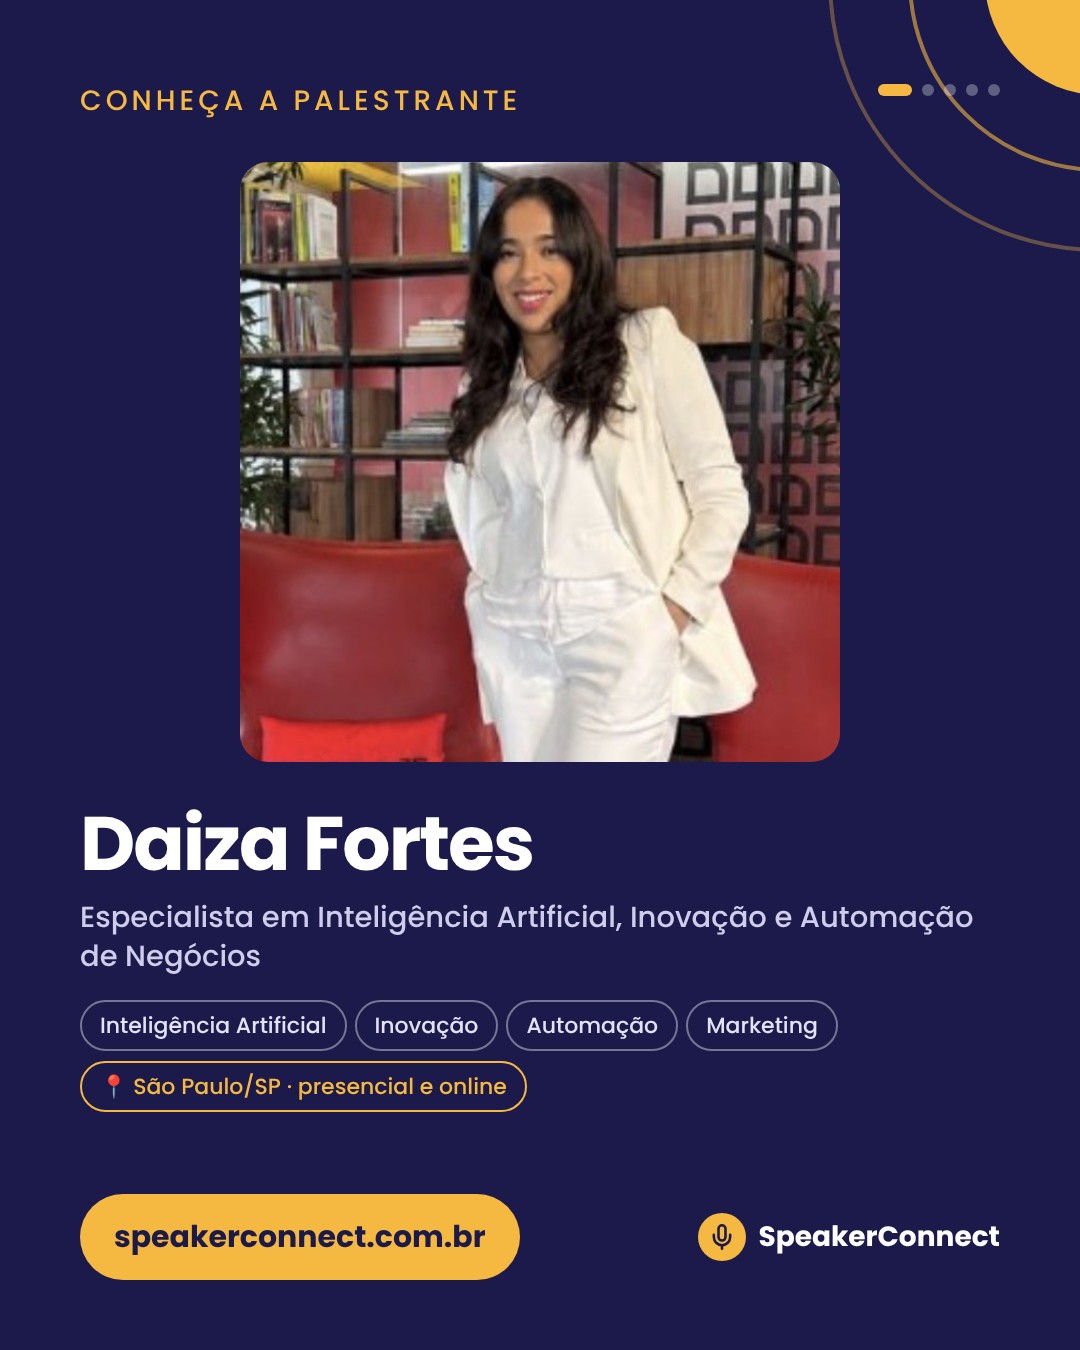 CONHEÇA A PALESTRANTE
Daiza Fortes
Especialista em Inteligência Artificial, Inovação e Automação
de Negócios
Inteligência Artificial
Inovação
Automação
Marketing
📍 São Paulo/SP · presencial e online
speakerconnect.com.br
SpeakerConnect